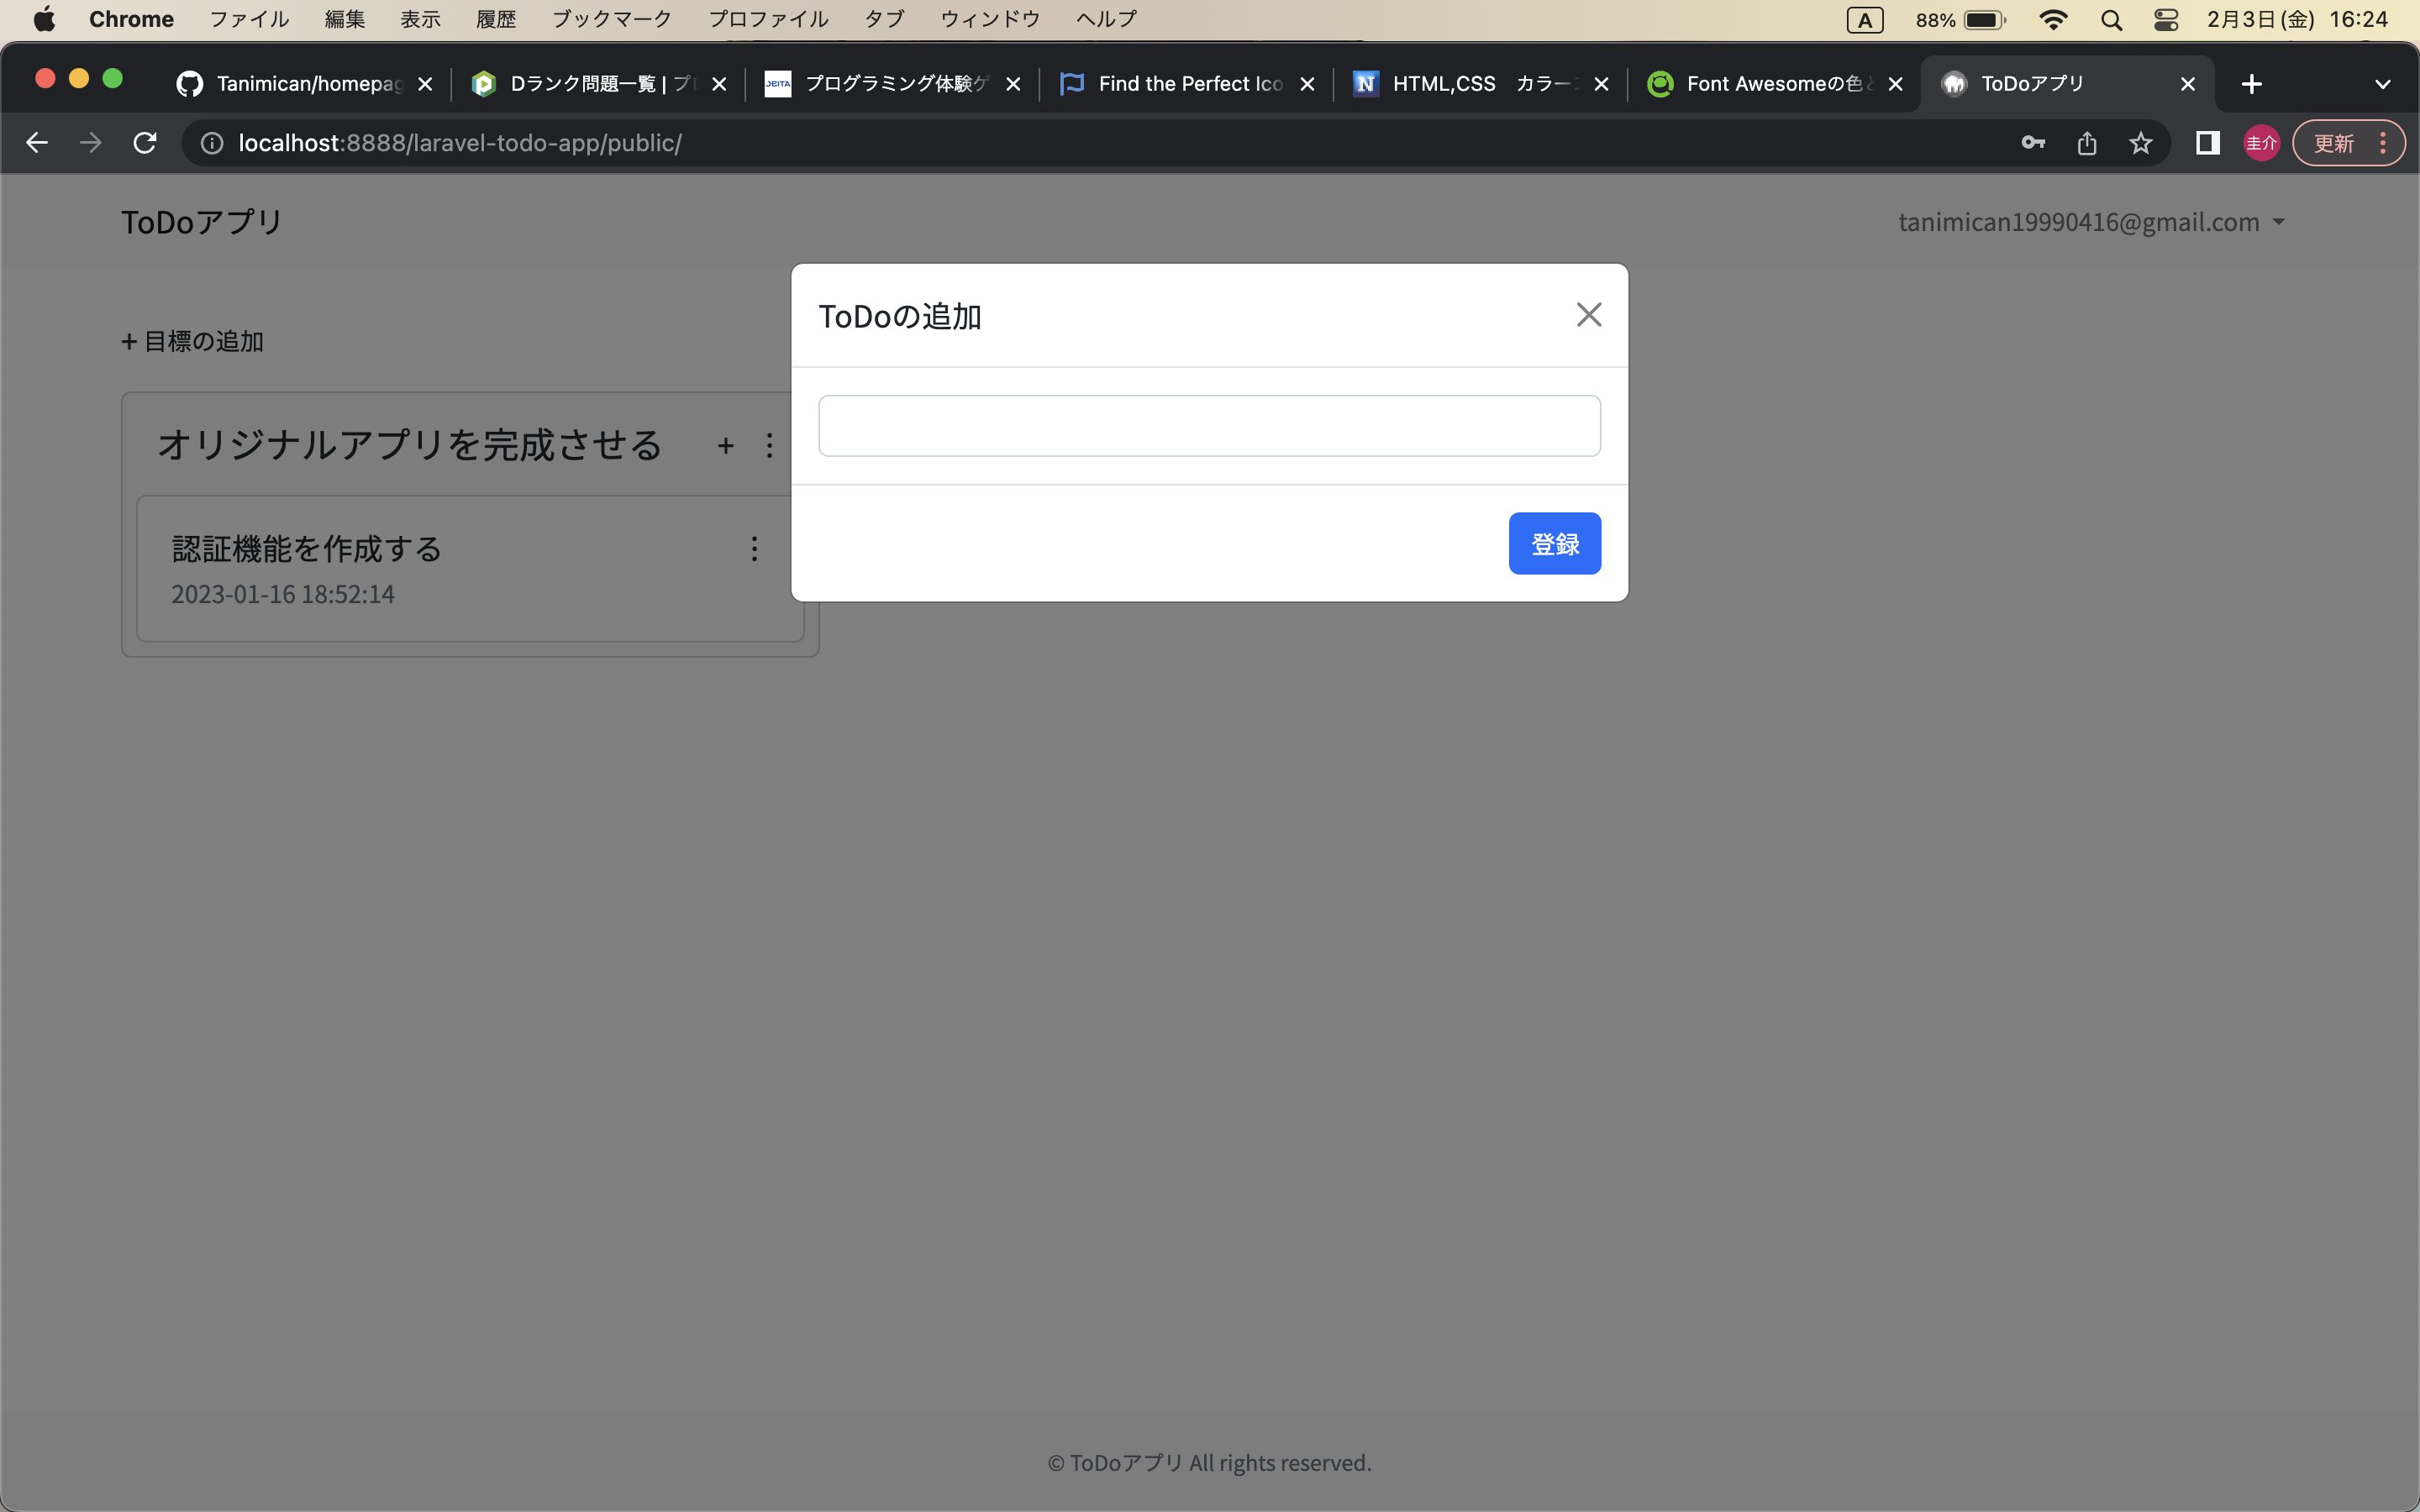 Chrome ファイル 編集 表示 履歴 ブックマーク プロファイル タブ ウィンドウ ヘルプ A 88% 2月3日(金) 16:24
Tanimican/homepag Dランク問題一覧 | プ JEITA プログラミング体験ゲ Find the Perfect Ico N HTML,CSS カラー Font Awesomeの色 ToDoアプリ
localhost:8888/laravel-todo-app/public/ 圭介 更新
ToDoアプリ tanimican19990416@gmail.com
ToDoの追加
+ 目標の追加
オリジナルアプリを完成させる +
認証機能を作成する
登録
2023-01-16 18:52:14
© ToDoアプリ All rights reserved.